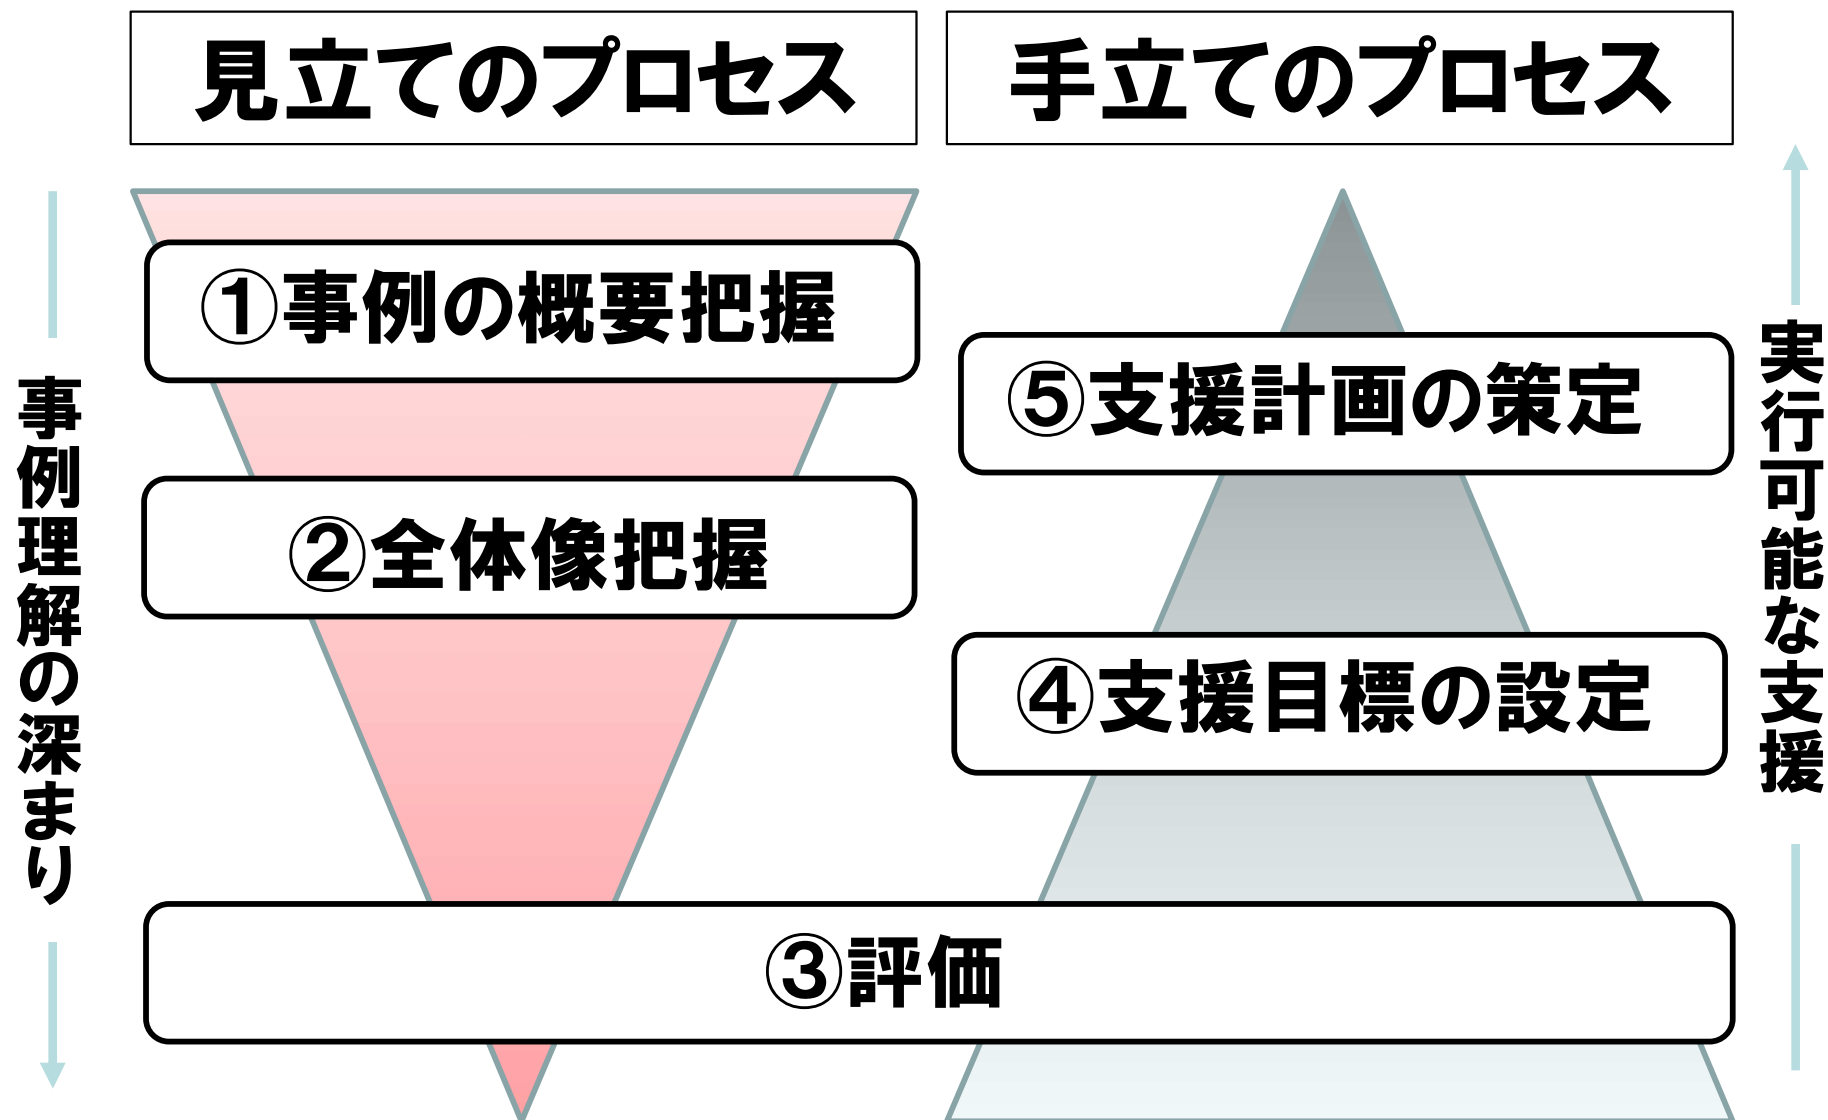 見立てのプロセス
手立てのプロセス
①事例の概要把握
②全体像把握
③評価
④支援目標の設定
⑤支援計画の策定
事例理解の深まり
実行可能な支援